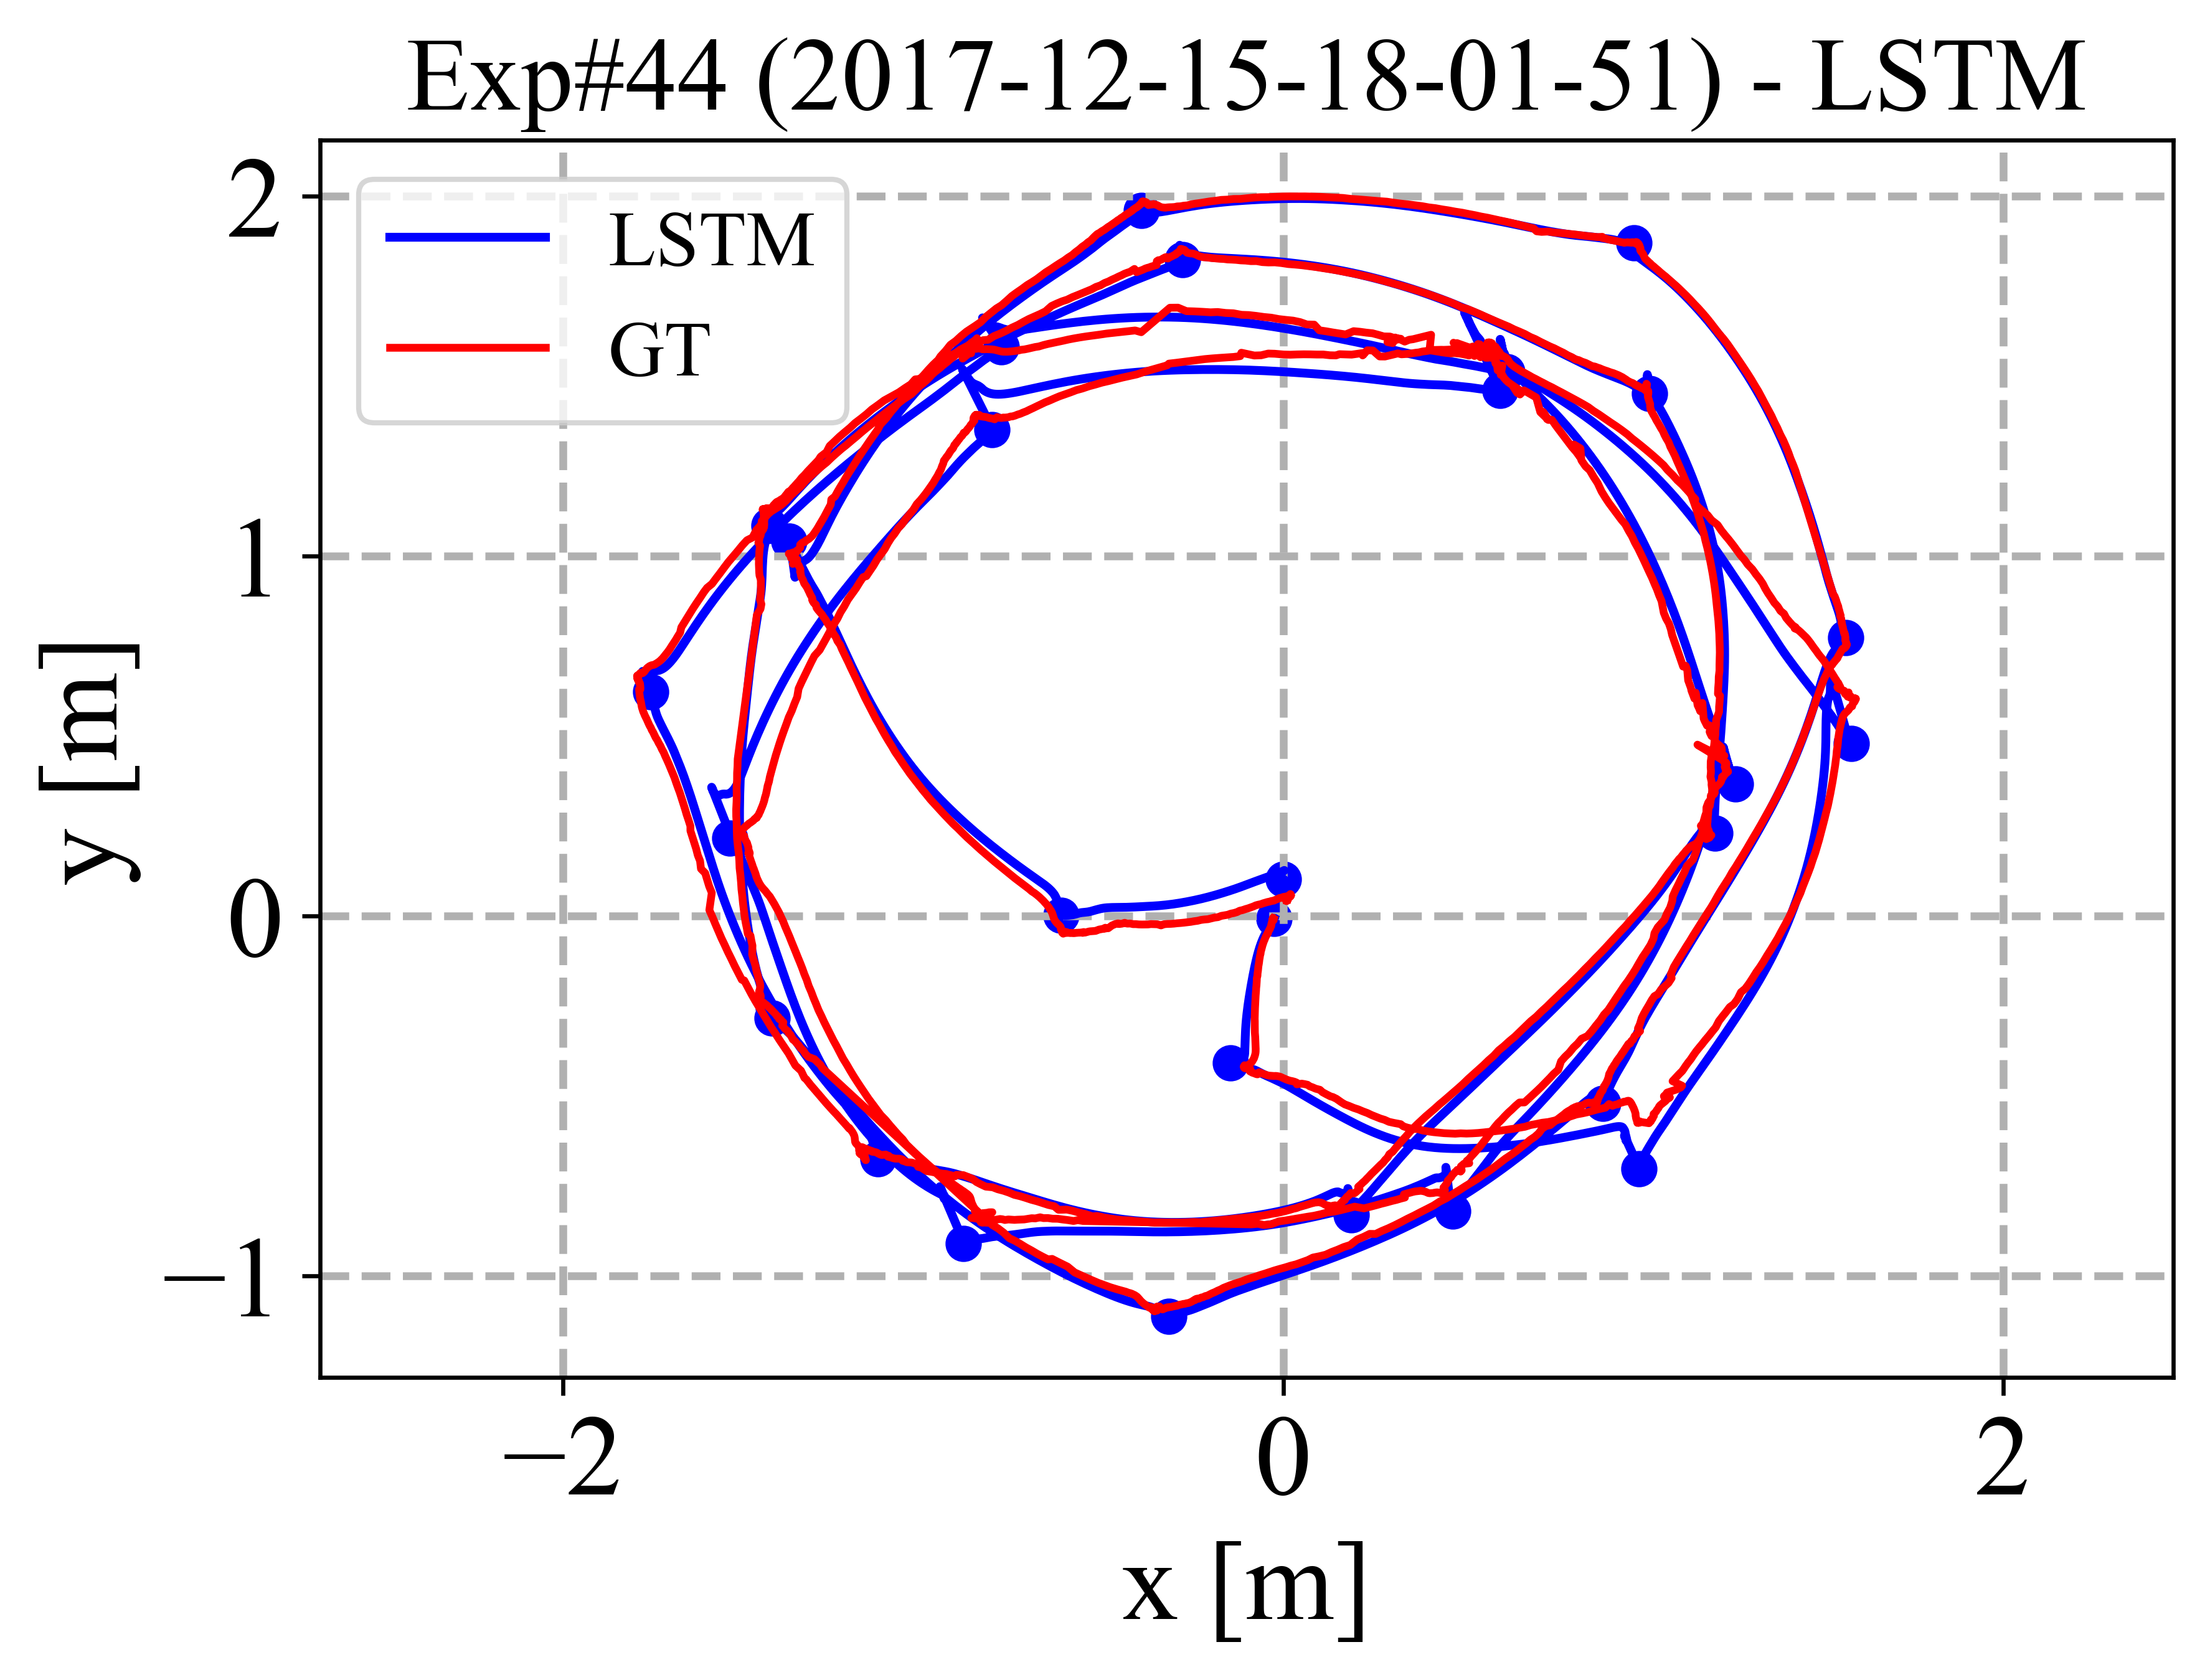 Exp#44 (2017-12-15-18-01-51) - LSTM
LSTM
GT
2
1
0
−1
y [m]
−2
0
2
x [m]